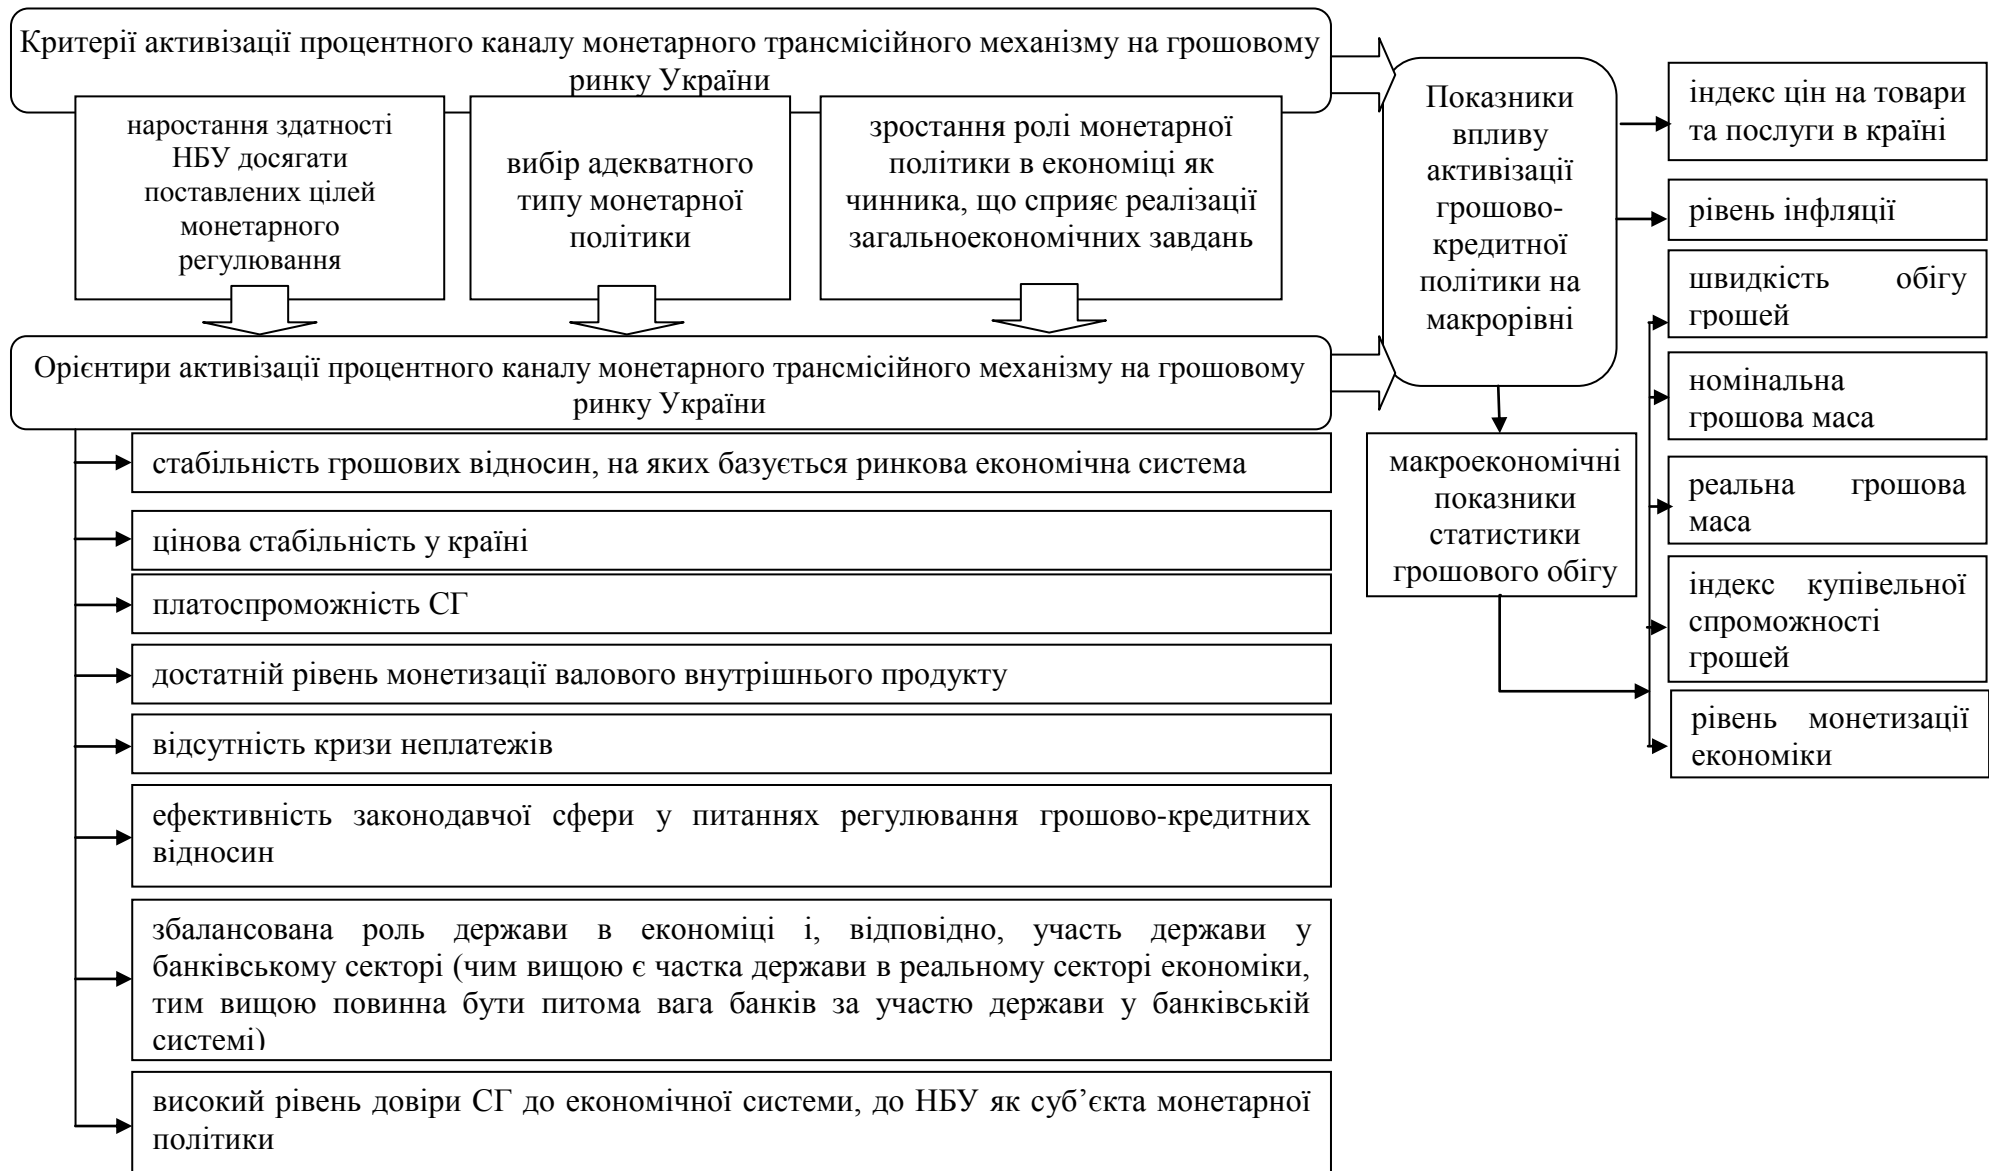 Критерії активізації процентного каналу монетарного трансмісійного механізму на грошовому
ринку України
наростання здатності
НБУ досягати
поставлених цілей
монетарного
регулювання
вибір адекватного
типу монетарної
політики
зростання ролі монетарної
політики в економіці як
чинника, що сприяє реалізації
загальноекономічних завдань
Орієнтири активізації процентного каналу монетарного трансмісійного механізму на грошовому
ринку України
стабільність грошових відносин, на яких базується ринкова економічна система
цінова стабільність у країні
платоспроможність СГ
достатній рівень монетизації валового внутрішнього продукту
відсутність кризи неплатежів
ефективність законодавчої сфери у питаннях регулювання грошово-кредитних
відносин
збалансована роль держави в економіці і, відповідно, участь держави у
банківському секторі (чим вищою є частка держави в реальному секторі економіки,
тим вищою повинна бути питома вага банків за участю держави у банківській
системі)
високий рівень довіри СГ до економічної системи, до НБУ як суб’єкта монетарної
політики
Показники
впливу
активізації
грошово-
кредитної
політики на
макрорівні
макроекономічні
показники
статистики
грошового обігу
індекс цін на товари
та послуги в країні
рівень інфляції
швидкість обігу
грошей
номінальна
грошова маса
реальна грошова
маса
індекс купівельної
спроможності
грошей
рівень монетизації
економіки